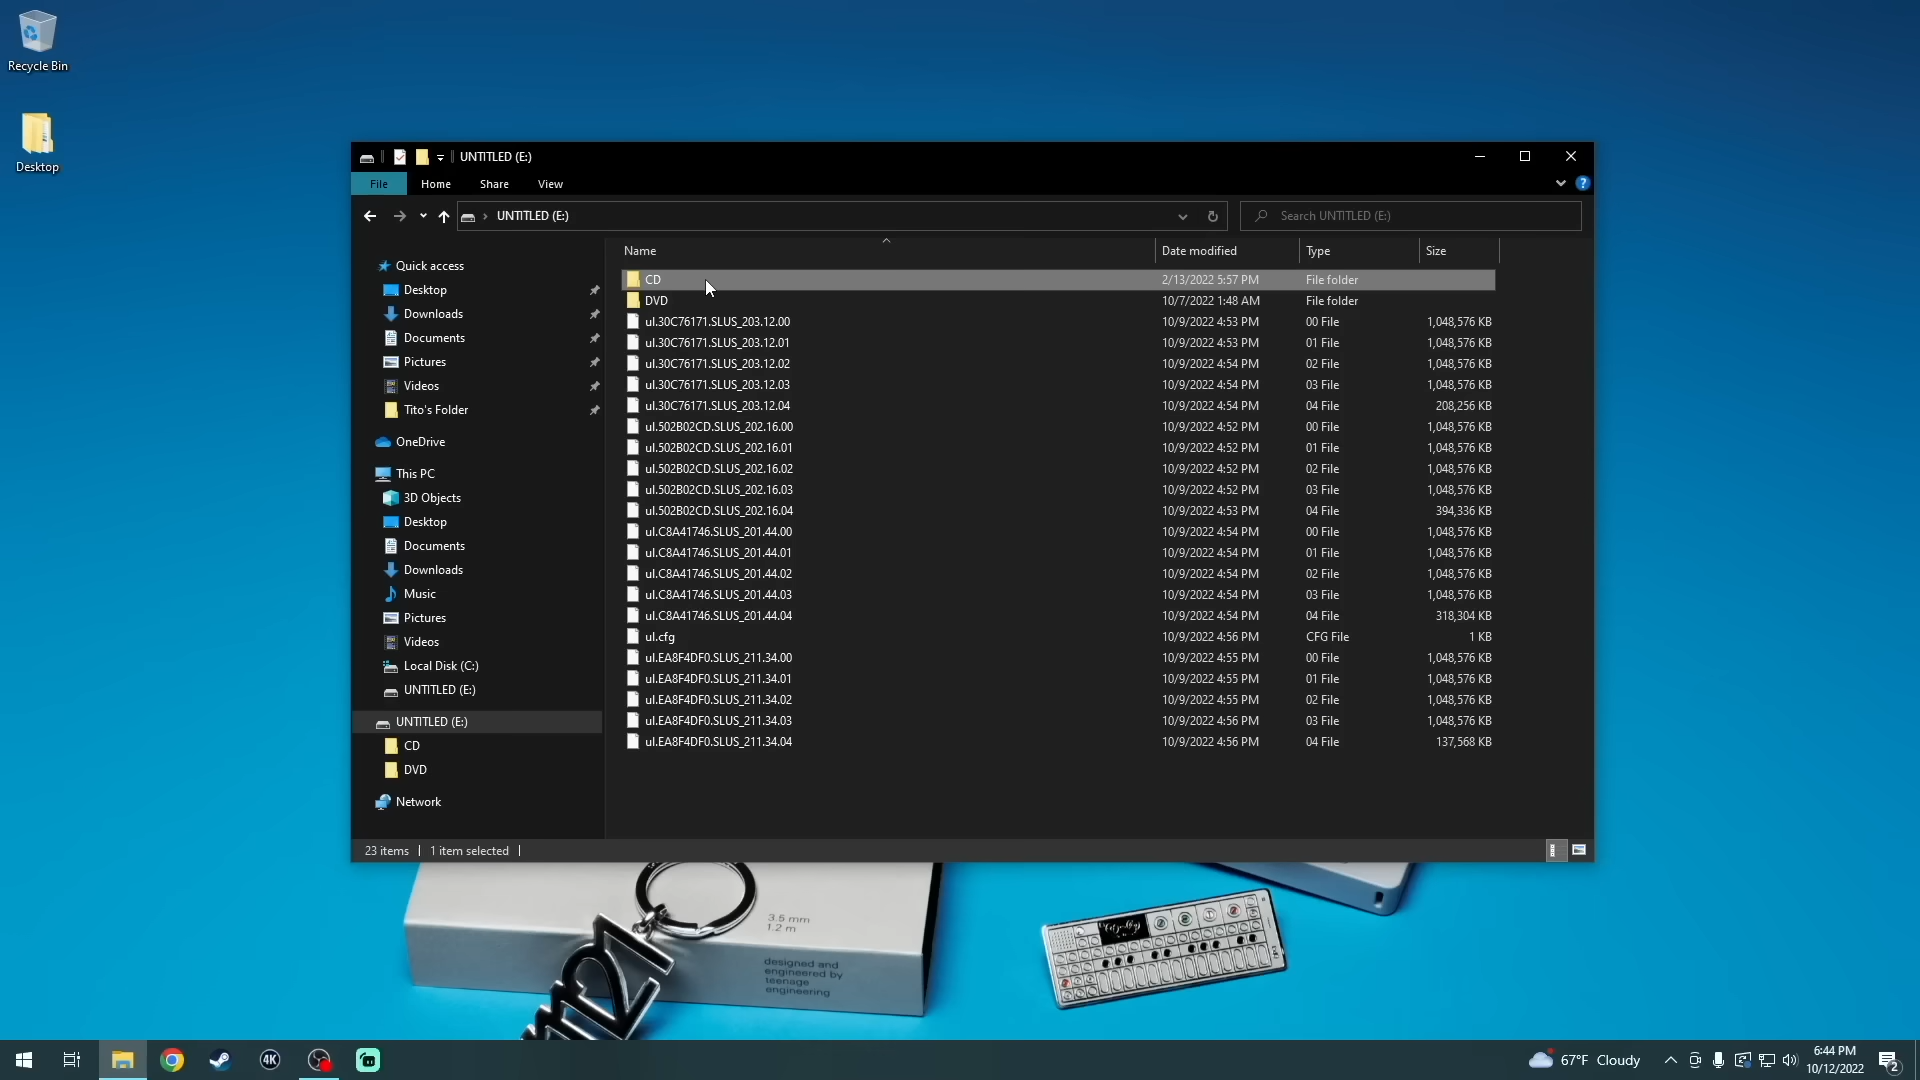 Recycle Bin
Desktop
UNTITLED (E:)
File Home Share View
UNTITLED (E:)
Search UNTITLED (E:)
Name Date modified Type Size
Quick access
Desktop
Downloads
Documents
Pictures
Videos
Tito's Folder
OneDrive
This PC
3D Objects
Desktop
Documents
Downloads
Music
Pictures
Videos
Local Disk (C:)
UNTITLED (E:)
UNTITLED (E:)
CD
DVD
Network
CD 2/13/2022 5:57 PM File folder
DVD 10/7/2022 1:48 AM File folder
ul.30C76171.SLUS_203.12.00 10/9/2022 4:53 PM 00 File 1,048,576 KB
ul.30C76171.SLUS_203.12.01 10/9/2022 4:53 PM 01 File 1,048,576 KB
ul.30C76171.SLUS_203.12.02 10/9/2022 4:54 PM 02 File 1,048,576 KB
ul.30C76171.SLUS_203.12.03 10/9/2022 4:54 PM 03 File 1,048,576 KB
ul.30C76171.SLUS_203.12.04 10/9/2022 4:54 PM 04 File 208,256 KB
ul.502B02CD.SLUS_202.16.00 10/9/2022 4:52 PM 00 File 1,048,576 KB
ul.502B02CD.SLUS_202.16.01 10/9/2022 4:52 PM 01 File 1,048,576 KB
ul.502B02CD.SLUS_202.16.02 10/9/2022 4:52 PM 02 File 1,048,576 KB
ul.502B02CD.SLUS_202.16.03 10/9/2022 4:52 PM 03 File 1,048,576 KB
ul.502B02CD.SLUS_202.16.04 10/9/2022 4:53 PM 04 File 394,336 KB
ul.C8A41746.SLUS_201.44.00 10/9/2022 4:54 PM 00 File 1,048,576 KB
ul.C8A41746.SLUS_201.44.01 10/9/2022 4:54 PM 01 File 1,048,576 KB
ul.C8A41746.SLUS_201.44.02 10/9/2022 4:54 PM 02 File 1,048,576 KB
ul.C8A41746.SLUS_201.44.03 10/9/2022 4:54 PM 03 File 1,048,576 KB
ul.C8A41746.SLUS_201.44.04 10/9/2022 4:54 PM 04 File 318,304 KB
ul.cfg 10/9/2022 4:56 PM CFG File 1 KB
ul.EA8F4DF0.SLUS_211.34.00 10/9/2022 4:55 PM 00 File 1,048,576 KB
ul.EA8F4DF0.SLUS_211.34.01 10/9/2022 4:55 PM 01 File 1,048,576 KB
ul.EA8F4DF0.SLUS_211.34.02 10/9/2022 4:55 PM 02 File 1,048,576 KB
ul.EA8F4DF0.SLUS_211.34.03 10/9/2022 4:56 PM 03 File 1,048,576 KB
ul.EA8F4DF0.SLUS_211.34.04 10/9/2022 4:56 PM 04 File 137,568 KB
23 items 1 item selected
3.5 mm
1.2 m
designed and
engineered by
teenage
engineering
4K
67°F Cloudy
6:44 PM
10/12/2022
2